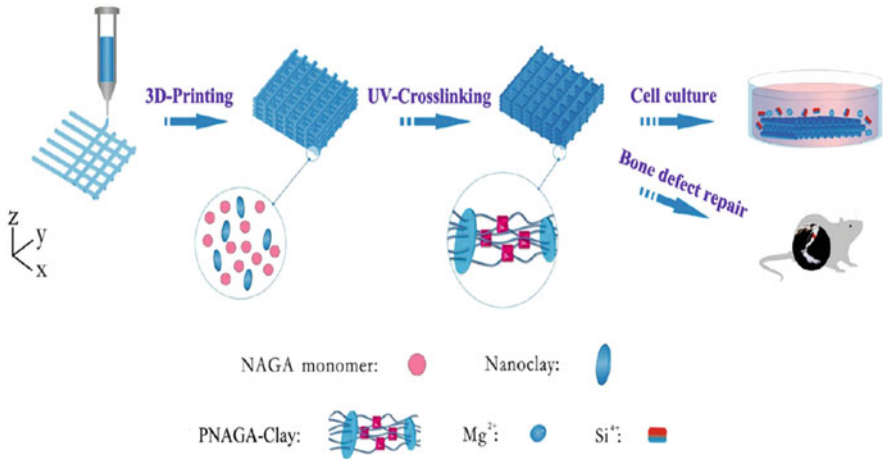 3D-Printing
UV-Crosslinking
Cell culture
Bone defect repair
z
y
x
NAGA monomer:
Nanoclay:
PNAGA-Clay:
Mg²⁺:
Si⁴⁺: